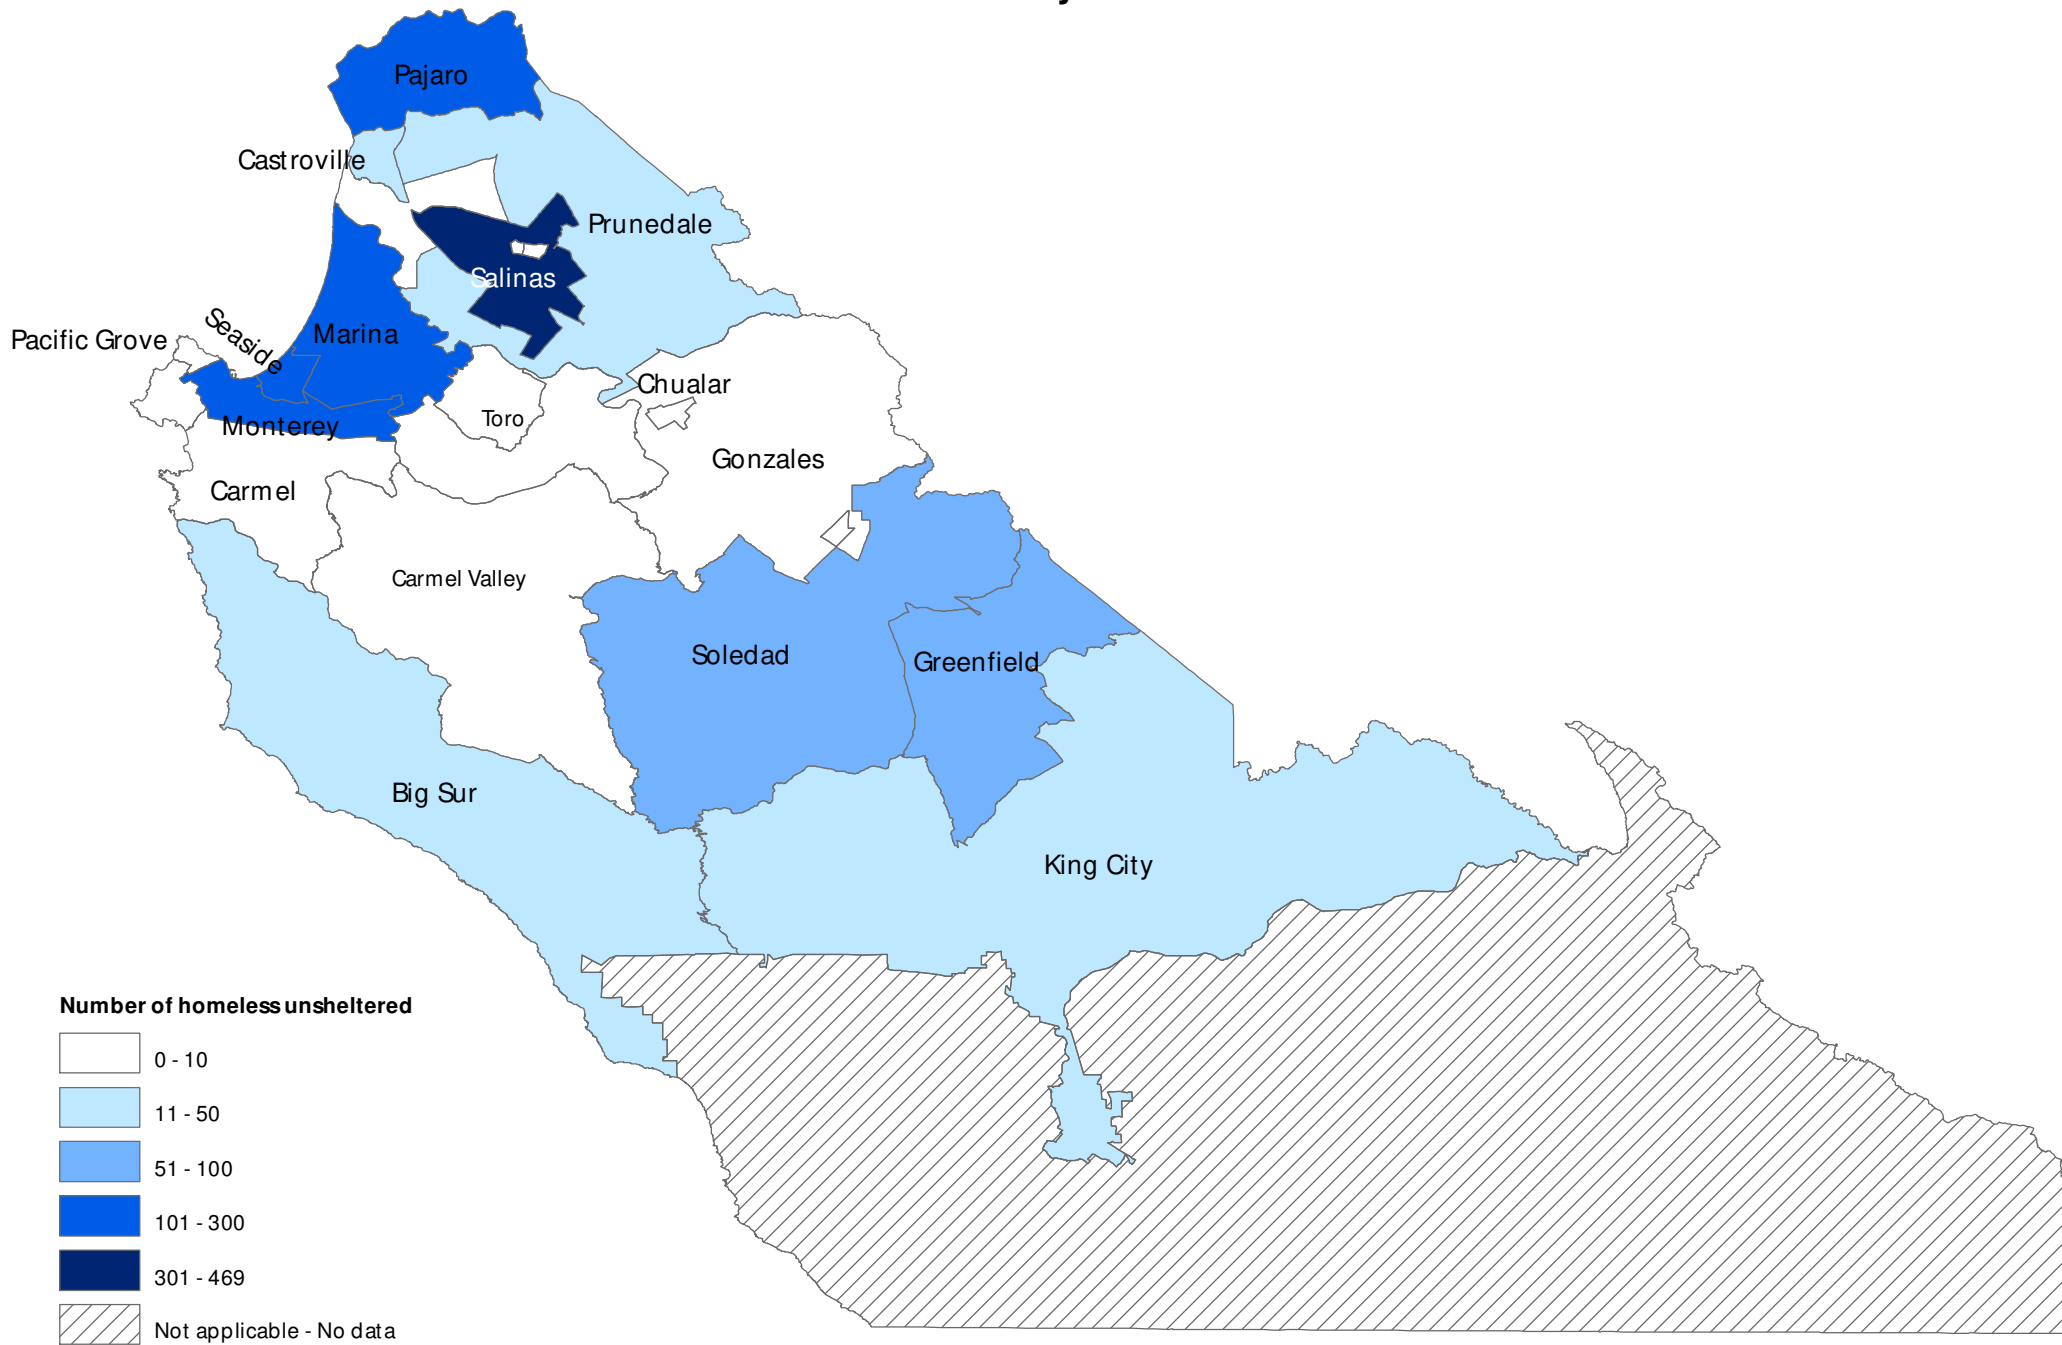 Pajaro
Castroville
Prunedale
Salinas
Seaside
Marina
Pacific Grove
Chualar
Toro
Monterey
Gonzales
Carmel
Carmel Valley
Soledad
Greenfield
Big Sur
King City
Number of homeless unsheltered
0 - 10
11 - 50
51 - 100
101 - 300
301 - 469
Not applicable - No data